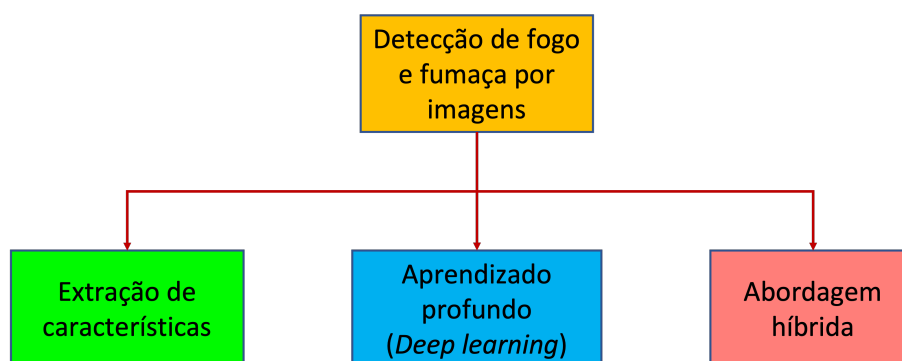 Detecção de fogo
e fumaça por
imagens
Extração de
características
Aprendizado
profundo
(Deep learning)
Abordagem
híbrida